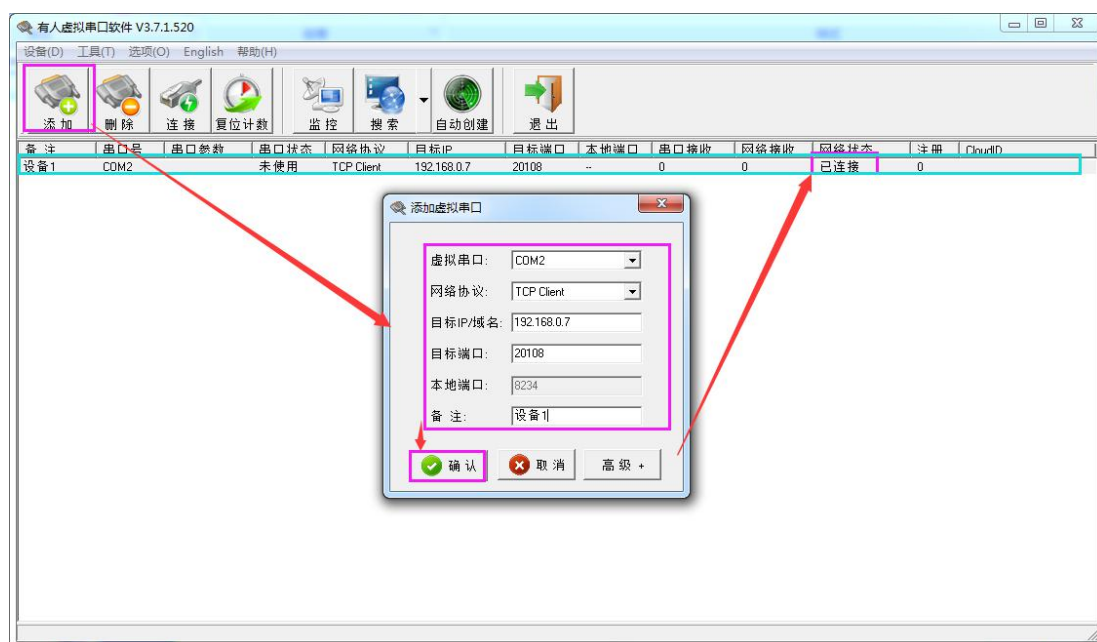 有人虚拟串口软件 V3.7.1.520
设备(D) 工具(T) 选项(O) English 帮助(H)
添加 删除 连接 复位计数 监控 搜索 自动创建 退出
备 注 串口号 串口参数 串口状态 网络协议 目标IP 目标端口 本地端口 串口接收 网络接收 网络状态 注册 CloudID
设备1 COM2 未使用 TCP Client 192.168.0.7 20108 -- 0 0 已连接 0
添加虚拟串口
虚拟串口: COM2
网络协议: TCP Client
目标IP/域名: 192.168.0.7
目标端口: 20108
本地端口: 8234
备 注: 设备1
确认 取消 高级 +